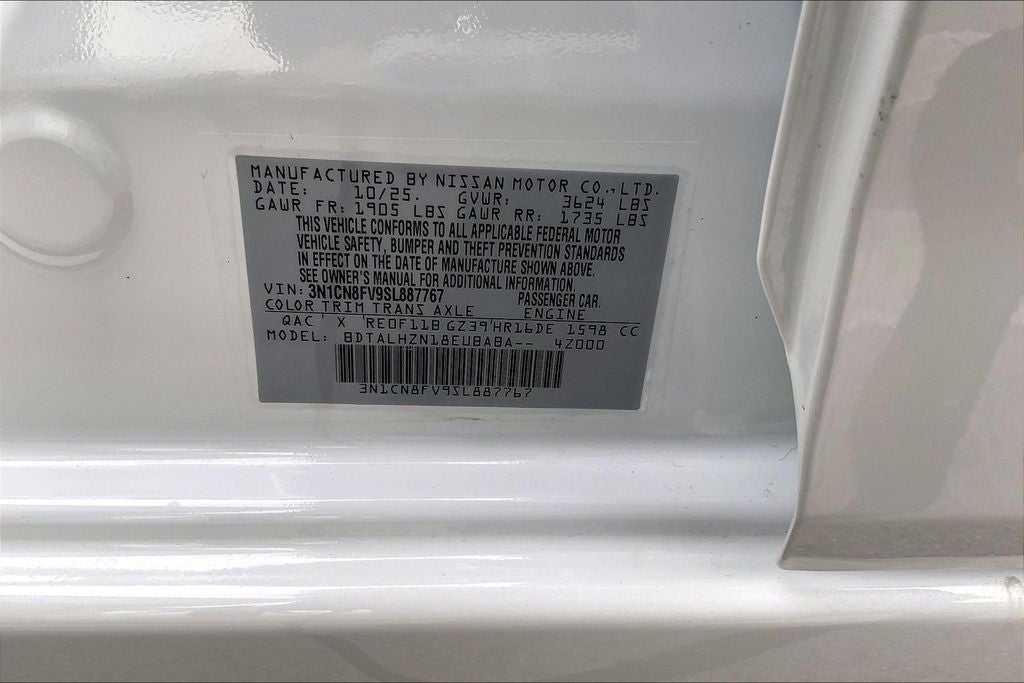 MANUFACTURED BY NISSAN MOTOR CO.,LTD.
DATE: 10/25. GVWR: 3624 LBS
GAWR FR: 1905 LBS GAWR RR: 1735 LBS
THIS VEHICLE CONFORMS TO ALL APPLICABLE FEDERAL MOTOR
VEHICLE SAFETY, BUMPER AND THEFT PREVENTION STANDARDS
IN EFFECT ON THE DATE OF MANUFACTURE SHOWN ABOVE.
SEE OWNER'S MANUAL FOR ADDITIONAL INFORMATION.
VIN: 3N1CN8FV9SL887767 PASSENGER CAR.
COLOR TRIM TRANS AXLE ENGINE
QAC X RE0F11B GZ39 HR16DE 1598 CC
MODEL: BDTALHZN18EUBABA-- 4Z000
3N1CN8FV9SL887767